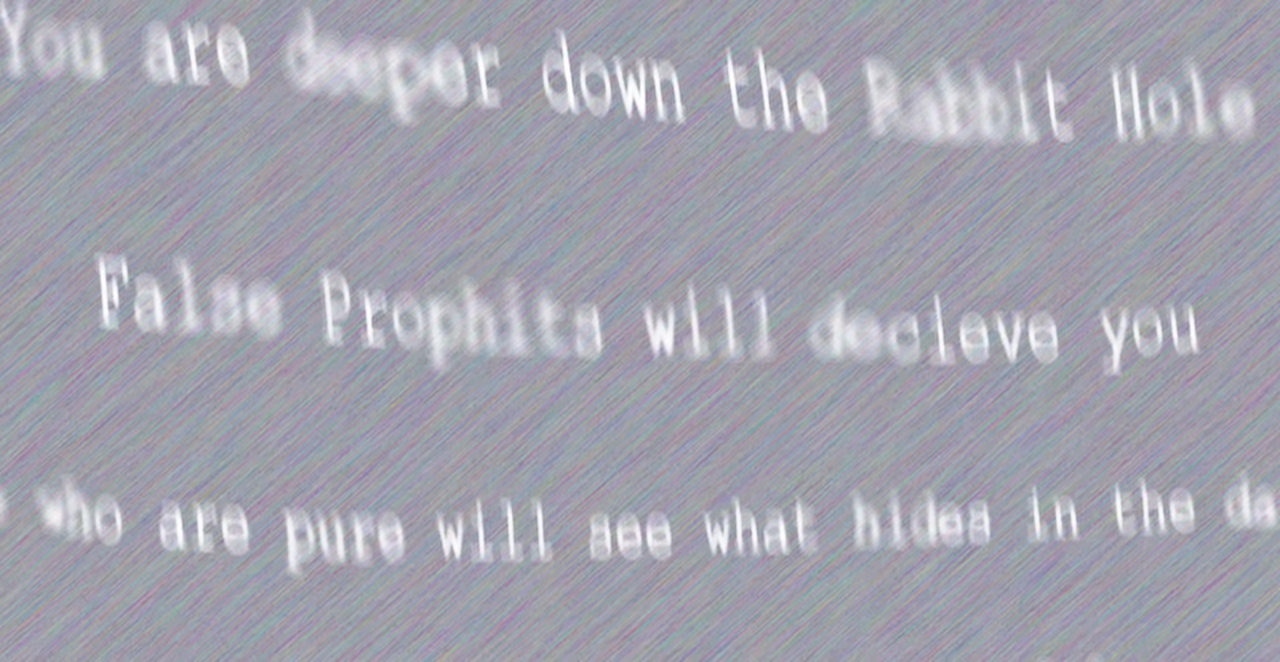 You are deeper down the Rabbit Hole
False Prophits will decieve you
who are pure will see what hides in the